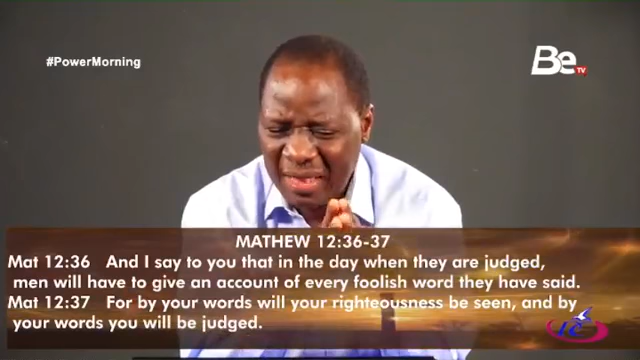 #PowerMorning
Be TV
MATHEW 12:36-37
Mat 12:36 And I say to you that in the day when they are judged,
men will have to give an account of every foolish word they have said.
Mat 12:37 For by your words will your righteousness be seen, and by
your words you will be judged.